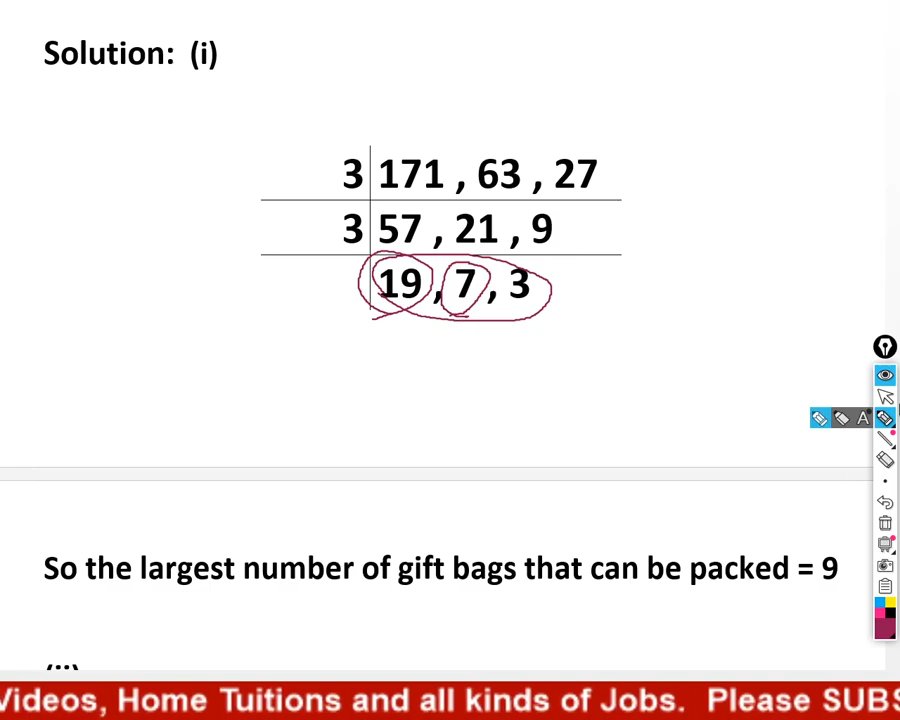 Solution: (i)
3 171 , 63 , 27
3 57 , 21 , 9
19 , 7 , 3
So the largest number of gift bags that can be packed = 9
(ii)
Videos, Home Tuitions and all kinds of Jobs. Please SUBS